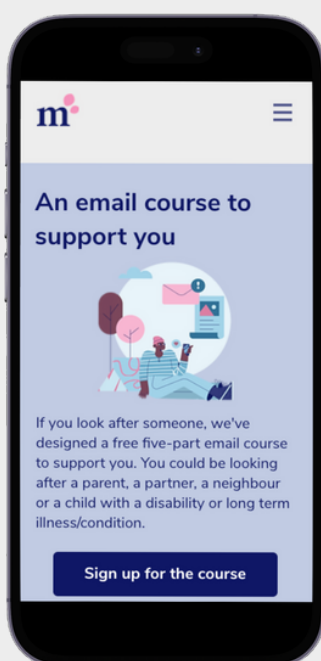 m
An email course to
support you
If you look after someone, we've
designed a free five-part email course
to support you. You could be looking
after a parent, a partner, a neighbour
or a child with a disability or long term
illness/condition.
Sign up for the course